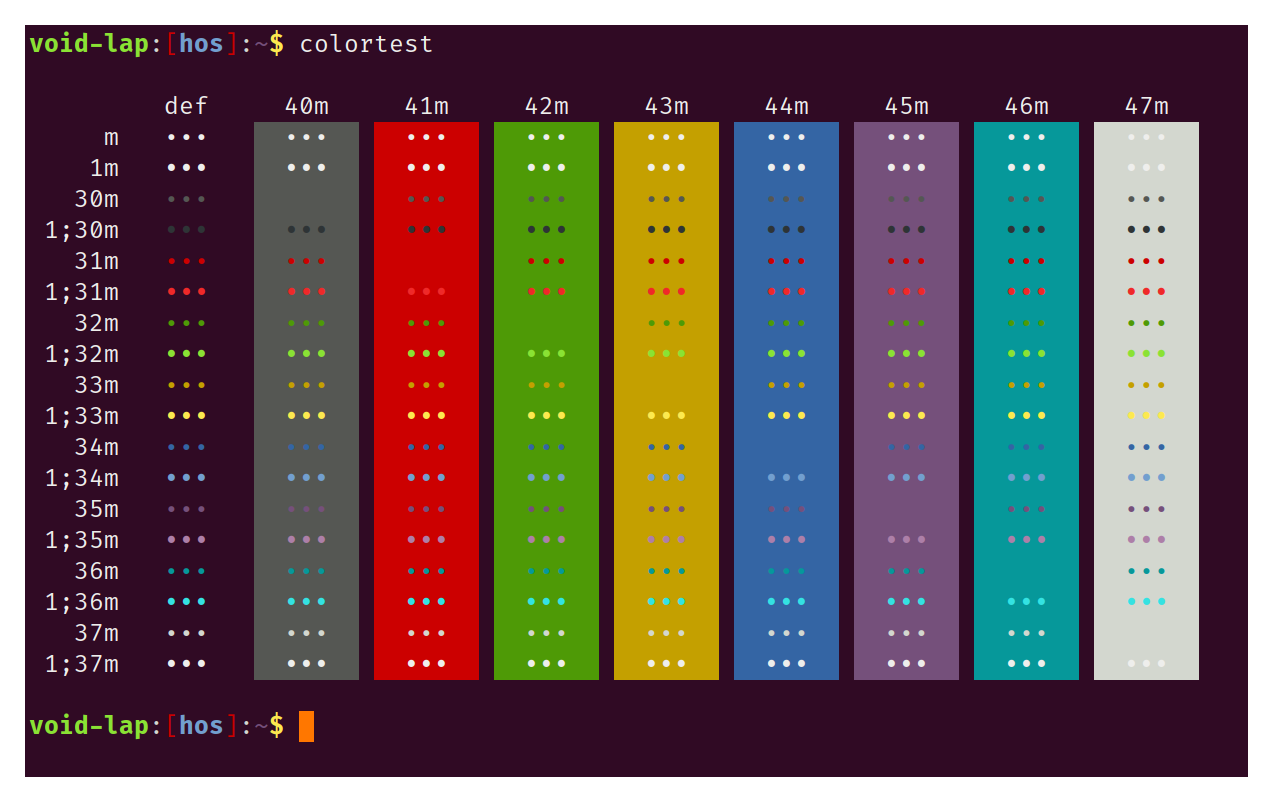 void-lap:[hos]:~$ colortest
def 40m 41m 42m 43m 44m 45m 46m 47m
m ••• ••• ••• ••• ••• ••• ••• ••• •••
1m ••• ••• ••• ••• ••• ••• ••• ••• •••
30m ••• ••• ••• ••• ••• ••• ••• •••
1;30m ••• ••• ••• ••• ••• ••• ••• ••• •••
31m ••• ••• ••• ••• ••• ••• ••• •••
1;31m ••• ••• ••• ••• ••• ••• ••• ••• •••
32m ••• ••• ••• ••• ••• ••• ••• •••
1;32m ••• ••• ••• ••• ••• ••• ••• ••• •••
33m ••• ••• ••• ••• ••• ••• ••• •••
1;33m ••• ••• ••• ••• ••• ••• ••• ••• •••
34m ••• ••• ••• ••• ••• ••• ••• •••
1;34m ••• ••• ••• ••• ••• ••• ••• ••• •••
35m ••• ••• ••• ••• ••• ••• ••• •••
1;35m ••• ••• ••• ••• ••• ••• ••• ••• •••
36m ••• ••• ••• ••• ••• ••• ••• •••
1;36m ••• ••• ••• ••• ••• ••• ••• ••• •••
37m ••• ••• ••• ••• ••• ••• ••• •••
1;37m ••• ••• ••• ••• ••• ••• ••• ••• •••
void-lap:[hos]:~$